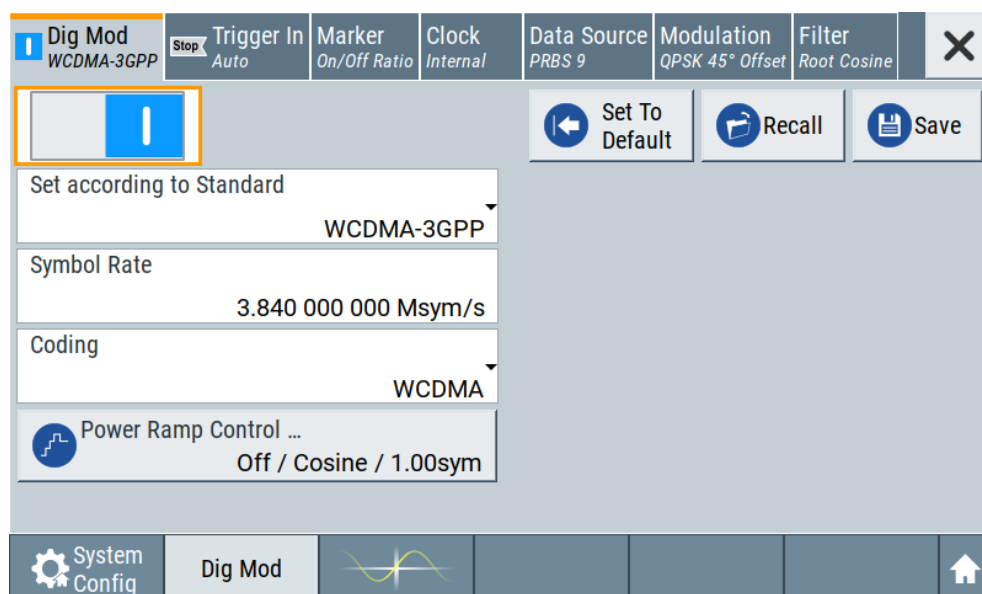 Dig Mod
WCDMA-3GPP
Stop
Trigger In
Auto
Marker
On/Off Ratio
Clock
Internal
Data Source
PRBS 9
Modulation
QPSK 45° Offset
Filter
Root Cosine
Set To
Default
Recall
Save
Set according to Standard
WCDMA-3GPP
Symbol Rate
3.840 000 000 Msym/s
Coding
WCDMA
Power Ramp Control ...
Off / Cosine / 1.00sym
System
Config
Dig Mod